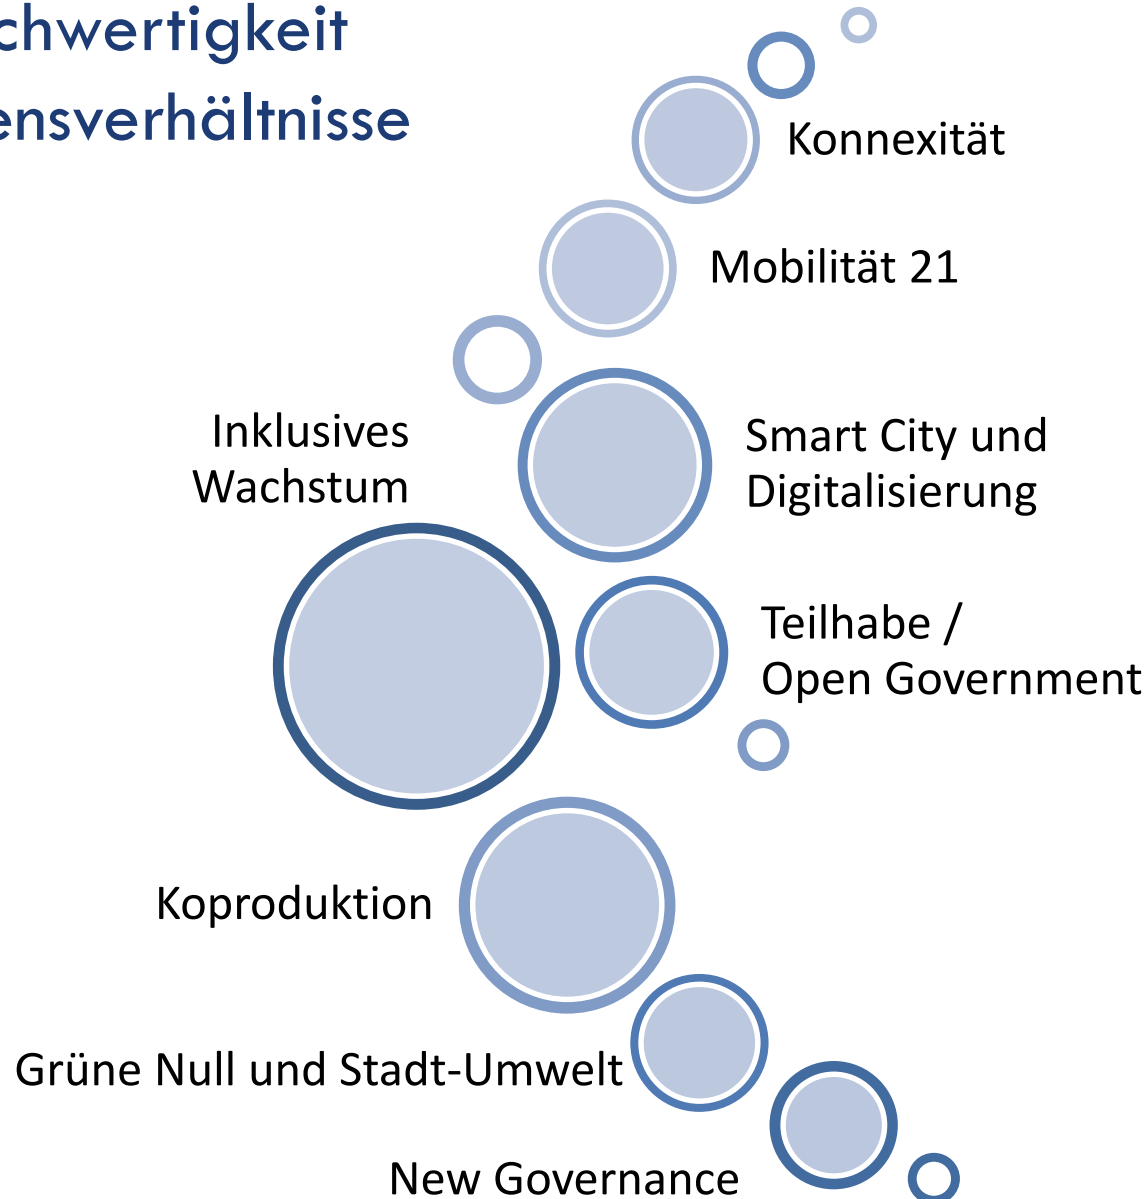 chwertigkeit
ensverhältnisse
Konnexität
Mobilität 21
Inklusives
Wachstum
Smart City und
Digitalisierung
Teilhabe /
Open Government
Koproduktion
Grüne Null und Stadt-Umwelt
New Governance